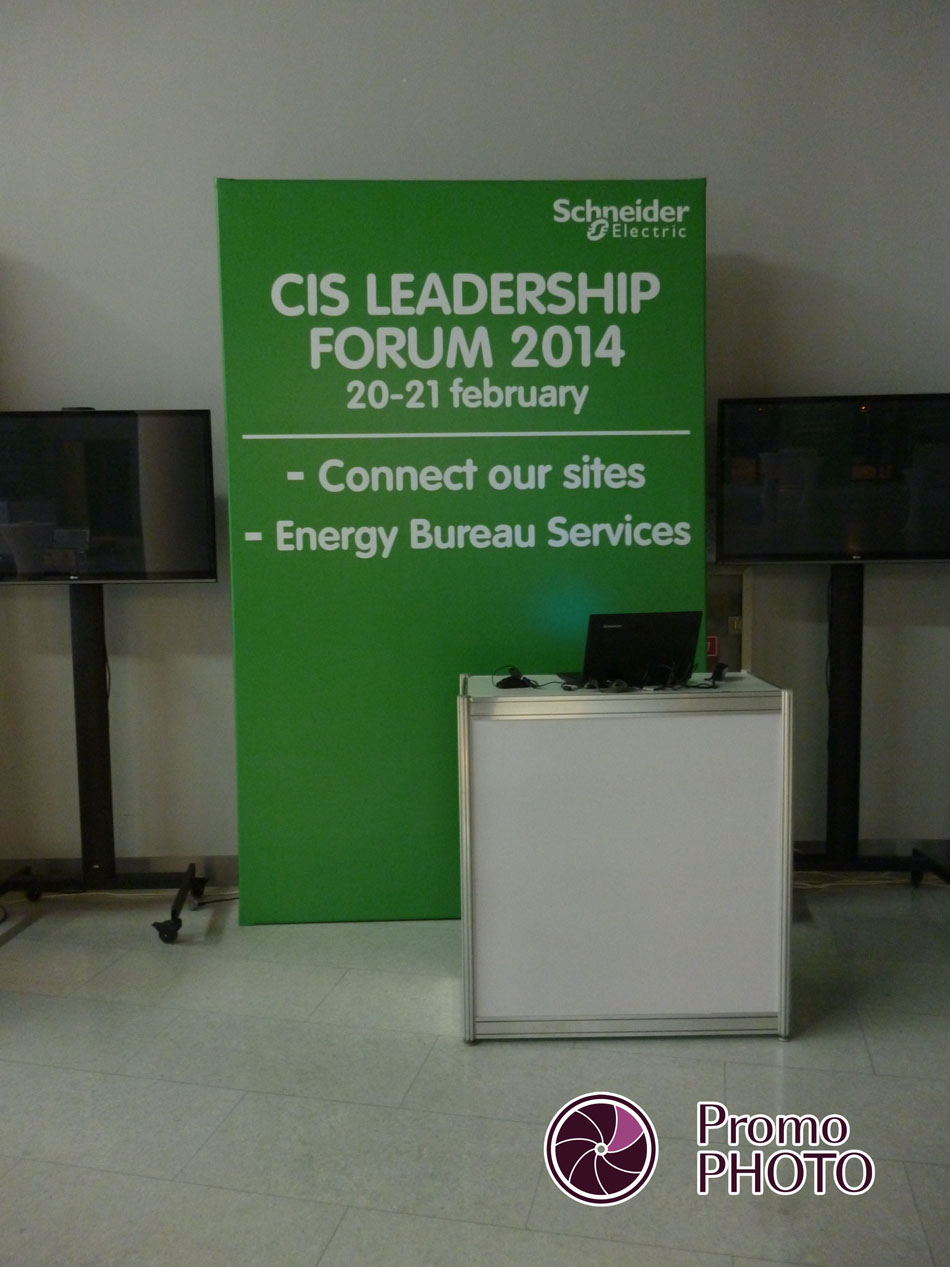 Schneider
Electric
CIS LEADERSHIP
FORUM 2014
20-21 february
- Connect our sites
- Energy Bureau Services
Promo
PHOTO